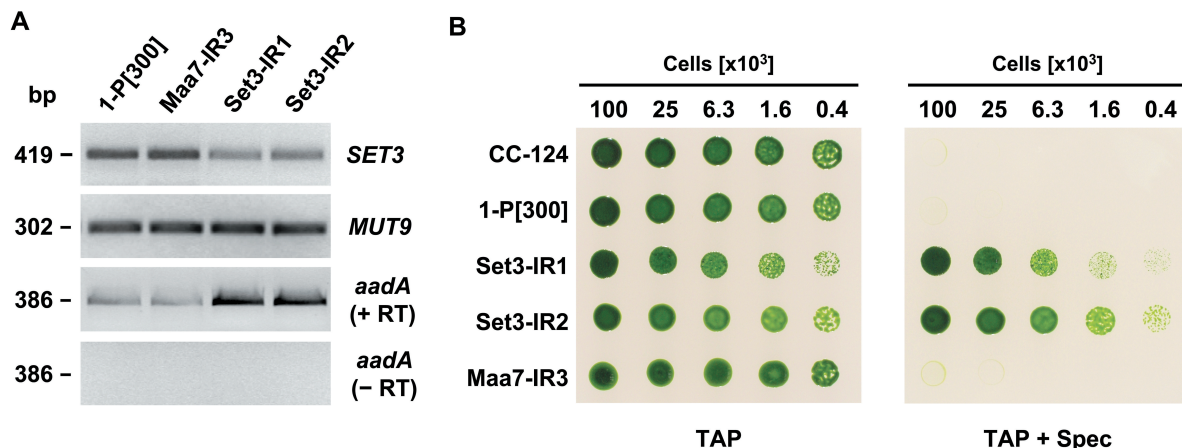 A
1-P[300] Maa7-IR3 Set3-IR1 Set3-IR2
bp
419 – SET3
302 – MUT9
386 – aadA
(+ RT)
386 – aadA
(− RT)
B
Cells [x10³] Cells [x10³]
100 25 6.3 1.6 0.4 100 25 6.3 1.6 0.4
CC-124
1-P[300]
Set3-IR1
Set3-IR2
Maa7-IR3
TAP TAP + Spec